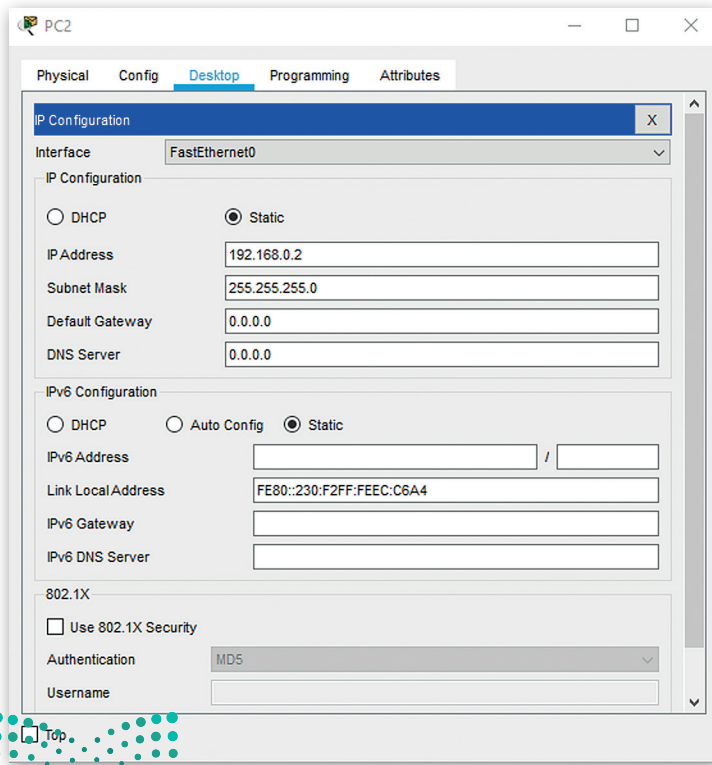 PC2
Physical Config Desktop Programming Attributes
IP Configuration X
Interface FastEthernet0
IP Configuration
DHCP Static
IP Address 192.168.0.2
Subnet Mask 255.255.255.0
Default Gateway 0.0.0.0
DNS Server 0.0.0.0
IPv6 Configuration
DHCP Auto Config Static
IPv6 Address /
Link Local Address FE80::230:F2FF:FEEC:C6A4
IPv6 Gateway
IPv6 DNS Server
802.1X
Use 802.1X Security
Authentication MD5
Username
Top